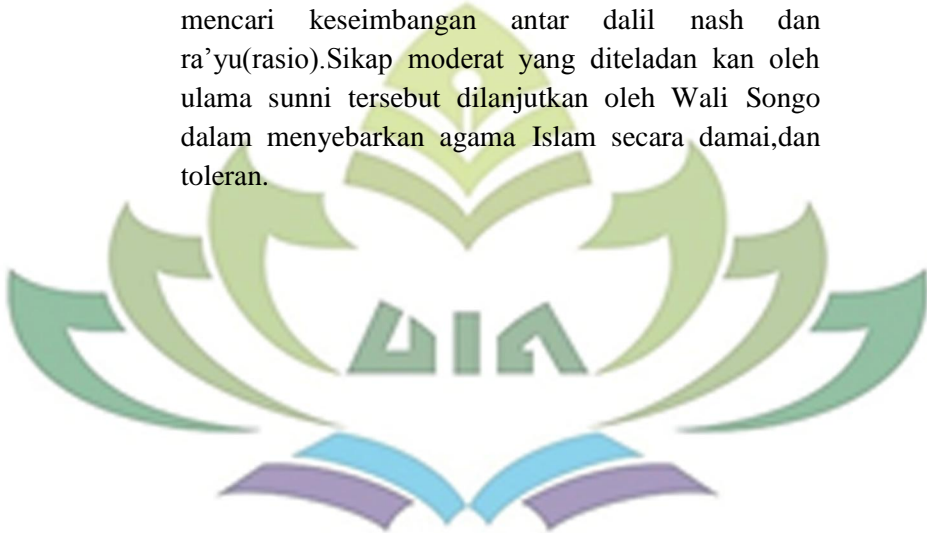 mencari keseimbangan antar dalil nash dan
ra’yu(rasio).Sikap moderat yang diteladan kan oleh
ulama sunni tersebut dilanjutkan oleh Wali Songo
dalam menyebarkan agama Islam secara damai,dan
toleran.